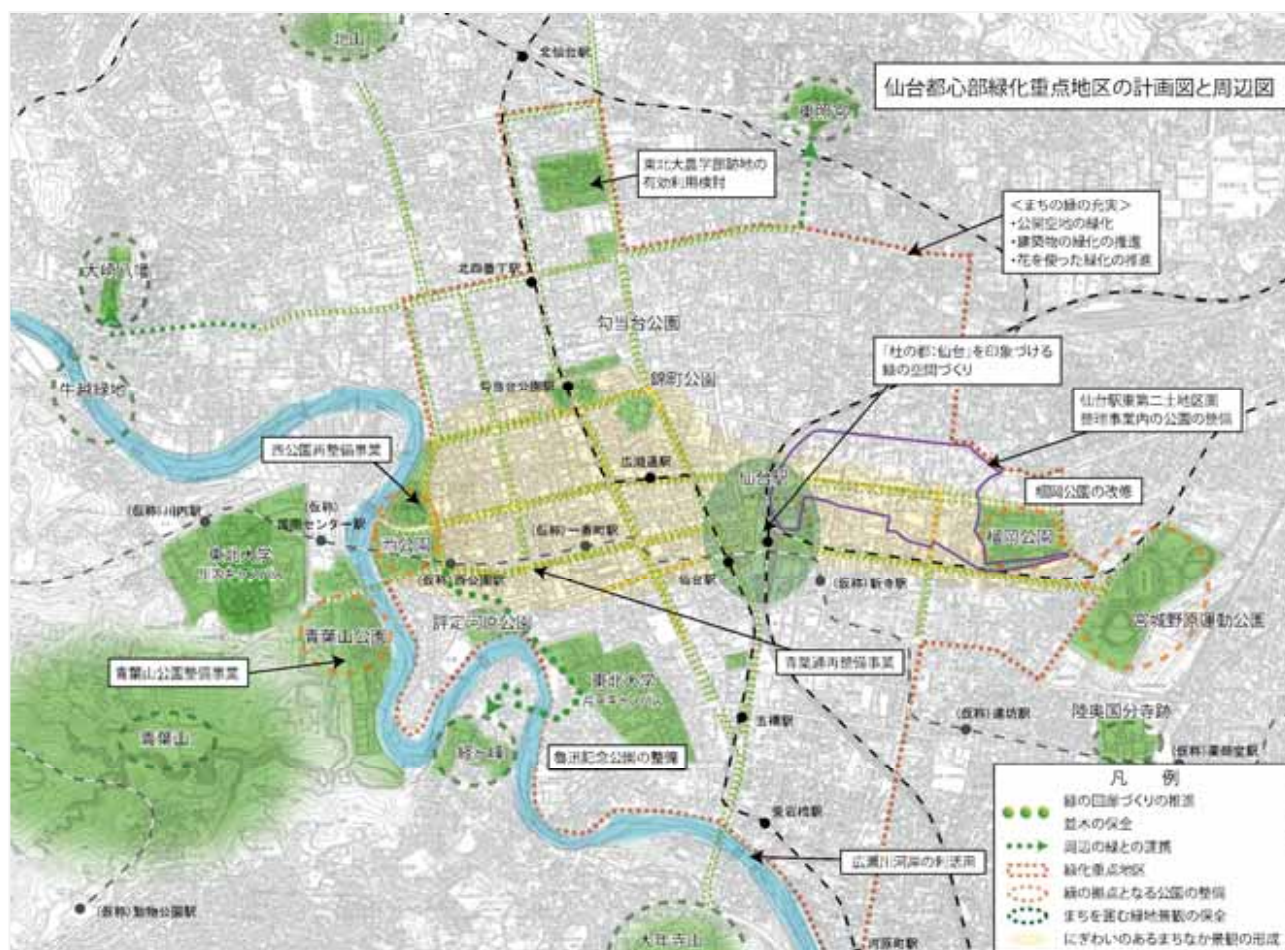 仙台都心部緑化重点地区の計画図と周辺図
北山
北仙台駅
東照宮
東北大農学部跡地の
有効利用検討
＜まちの緑の充実＞
・公開空地の緑化
・建築物の緑化の推進
・花を使った緑化の推進
大崎八幡
北四番丁駅
勾当台公園
「杜の都:仙台」を印象づける
緑の空間づくり
牛越緑地
勾当台公園駅
錦町公園
仙台駅東第二土地区画
整理事業内の公園の整備
西公園再整備事業
広瀬通駅
仙台駅
榴岡公園の改修
(仮称)川内駅
(仮称)
国際センター駅
(仮称)一番町駅
西公園
榴岡公園
東北大学
川内キャンパス
(仮称)西公園駅
仙台駅
(仮称)新寺駅
評定河原公園
宮城野原運動公園
青葉山公園
青葉通再整備事業
青葉山公園整備事業
東北大学
片平キャンパス
五橋駅
(仮称)連坊駅
陸奥国分寺跡
青葉山
経ヶ峰
魯迅記念公園の整備
(仮称)薬師堂駅
愛宕橋駅
広瀬川河岸の利活用
(仮称)動物公園駅
大年寺山
河原町駅
凡 例
緑の回廊づくりの推進
並木の保全
周辺の緑との連携
緑化重点地区
緑の拠点となる公園の整備
まちを囲む緑地景観の保全
にぎわいのあるまちなか景観の形成